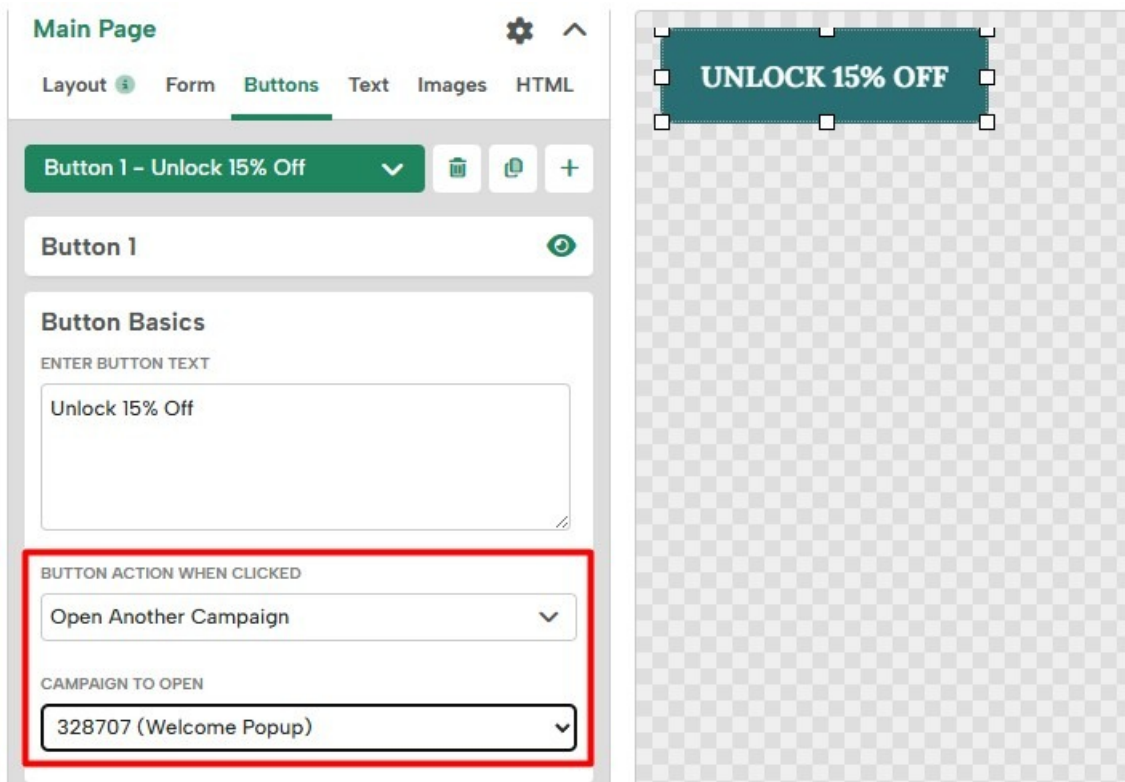 Main Page
Layout i Form Buttons Text Images HTML
Button 1 – Unlock 15% Off
Button 1
Button Basics
ENTER BUTTON TEXT
Unlock 15% Off
BUTTON ACTION WHEN CLICKED
Open Another Campaign
CAMPAIGN TO OPEN
328707 (Welcome Popup)
UNLOCK 15% OFF